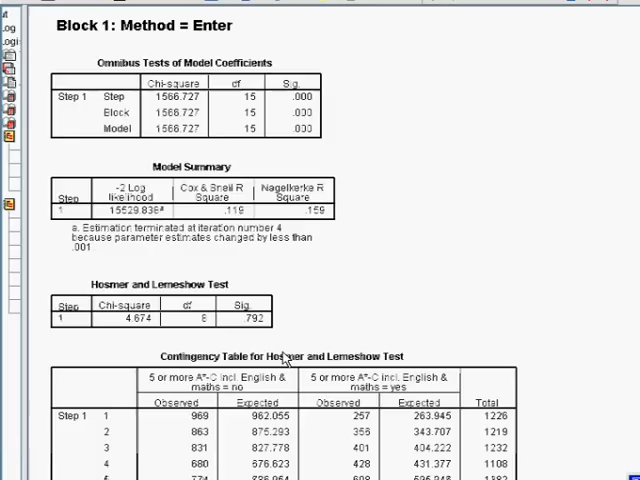 Log
Logi
Block 1: Method = Enter
Omnibus Tests of Model Coefficients
Chi-square df Sig.
Step 1 Step 1566.727 15 .000
Block 1566.727 15 .000
Model 1566.727 15 .000
Model Summary
Step -2 Log likelihood Cox & Snell R Square Nagelkerke R Square
1 15529.838a .119 .159
a. Estimation terminated at iteration number 4
because parameter estimates changed by less than
.001
Hosmer and Lemeshow Test
Step Chi-square df Sig.
1 4.674 8 .792
Contingency Table for Hosmer and Lemeshow Test
5 or more A*-C incl. English & maths = no 5 or more A*-C incl. English & maths = yes
Observed Expected Observed Expected Total
Step 1 1 969 962.055 257 263.945 1226
2 863 875.293 356 343.707 1219
3 831 827.778 401 404.222 1232
4 680 676.623 428 431.377 1108